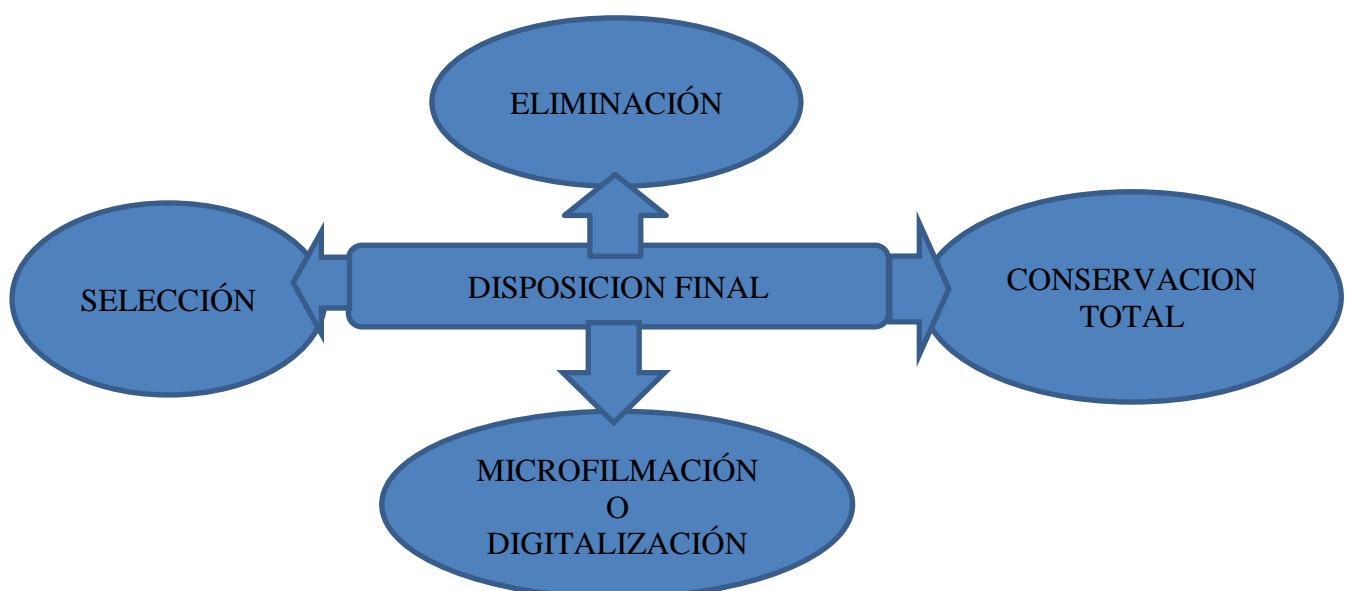 ELIMINACIÓN
SELECCIÓN
DISPOSICION FINAL
CONSERVACION
TOTAL
MICROFILMACIÓN
O
DIGITALIZACIÓN